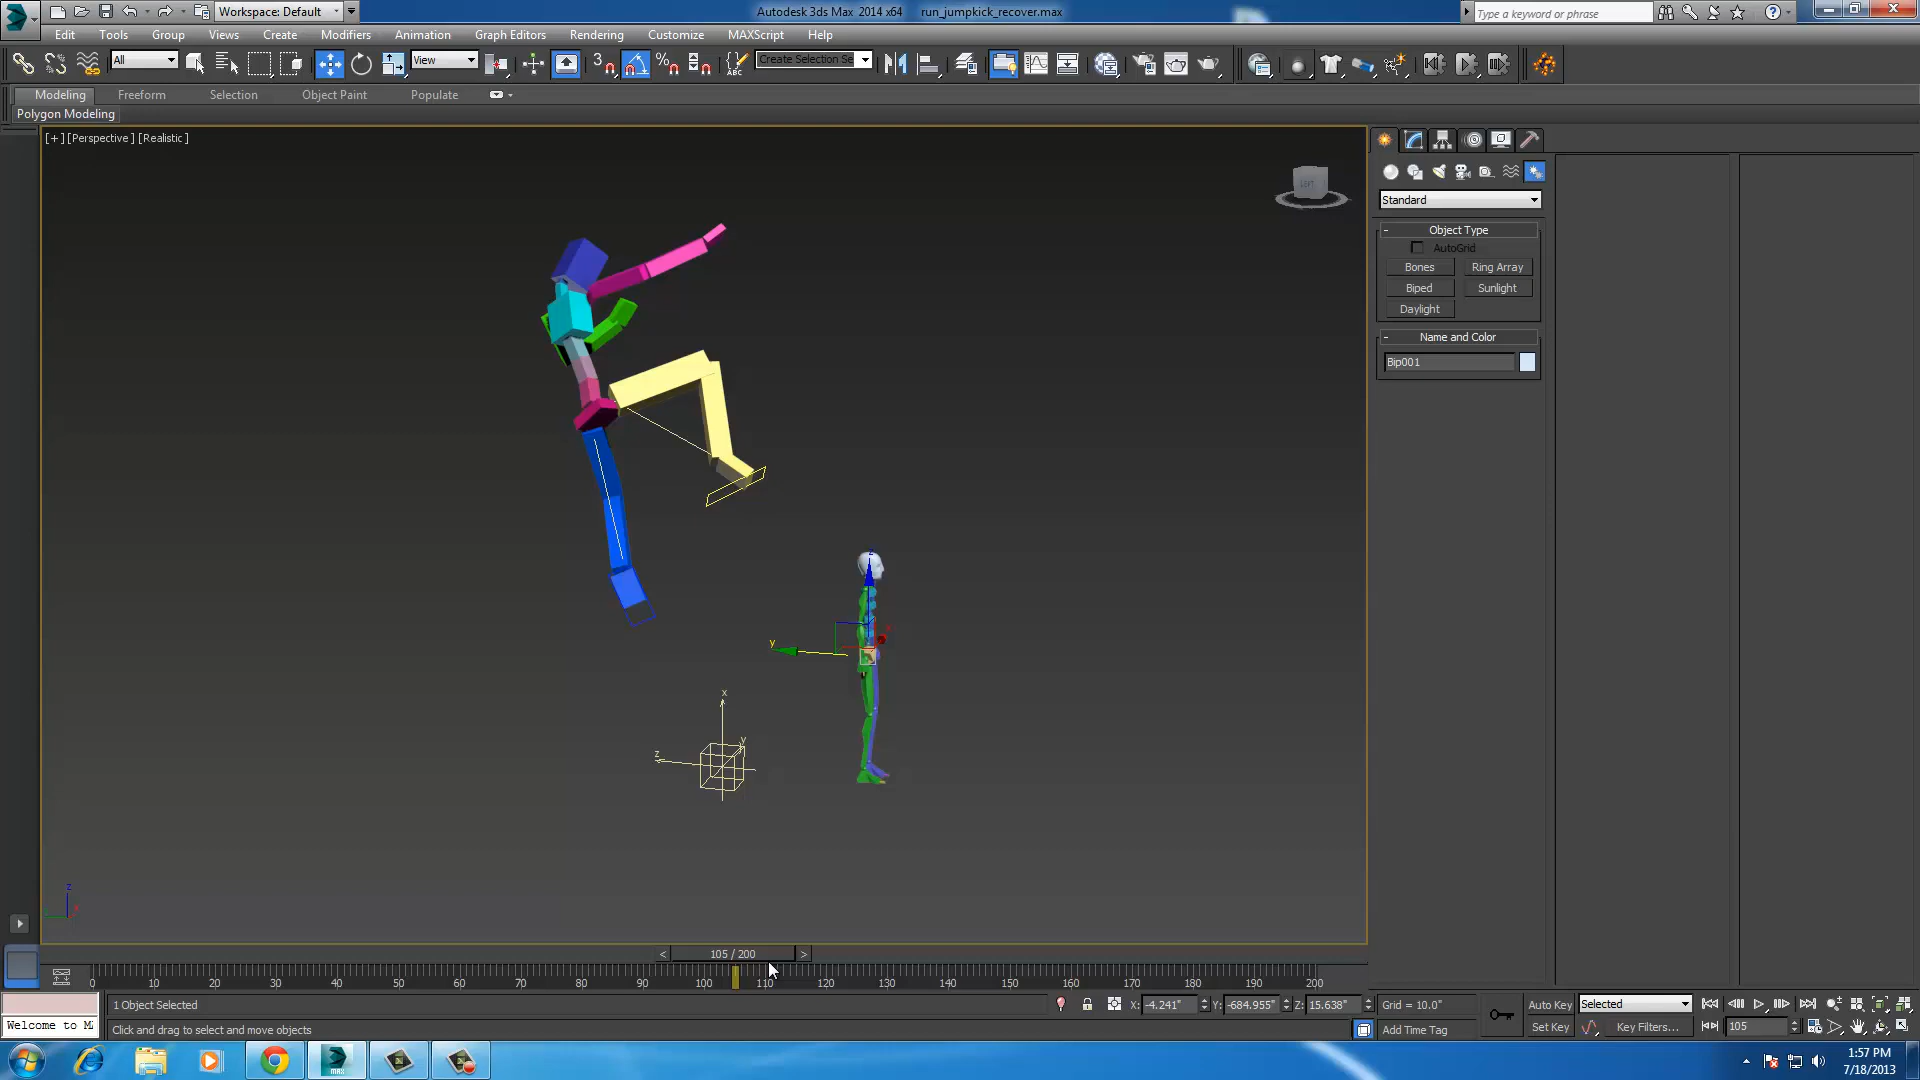 Workspace: Default
Autodesk 3ds Max 2014 x64 run_jumpkick_recover.max
Type a keyword or phrase
Edit Tools Group Views Create Modifiers Animation Graph Editors Rendering Customize MAXScript Help
All
View
3
Create Selection Se
Modeling Freeform Selection Object Paint Populate
Polygon Modeling
[+] [Perspective ] [Realistic ]
LEFT
Standard
- Object Type
AutoGrid
Bones Ring Array
Biped Sunlight
Daylight
- Name and Color
Bip001
z
y
x
x
y
z
z
x
< 105 / 200 >
0 10 20 30 40 50 60 70 80 90 100 110 120 130 140 150 160 170 180 190 200
1 Object Selected
X: -4.241" Y: -684.955" Z: 15.638" Grid = 10.0"
Auto Key Selected
Welcome to M
Click and drag to select and move objects
Add Time Tag
Set Key Key Filters... 105
MAX
1:57 PM
7/18/2013